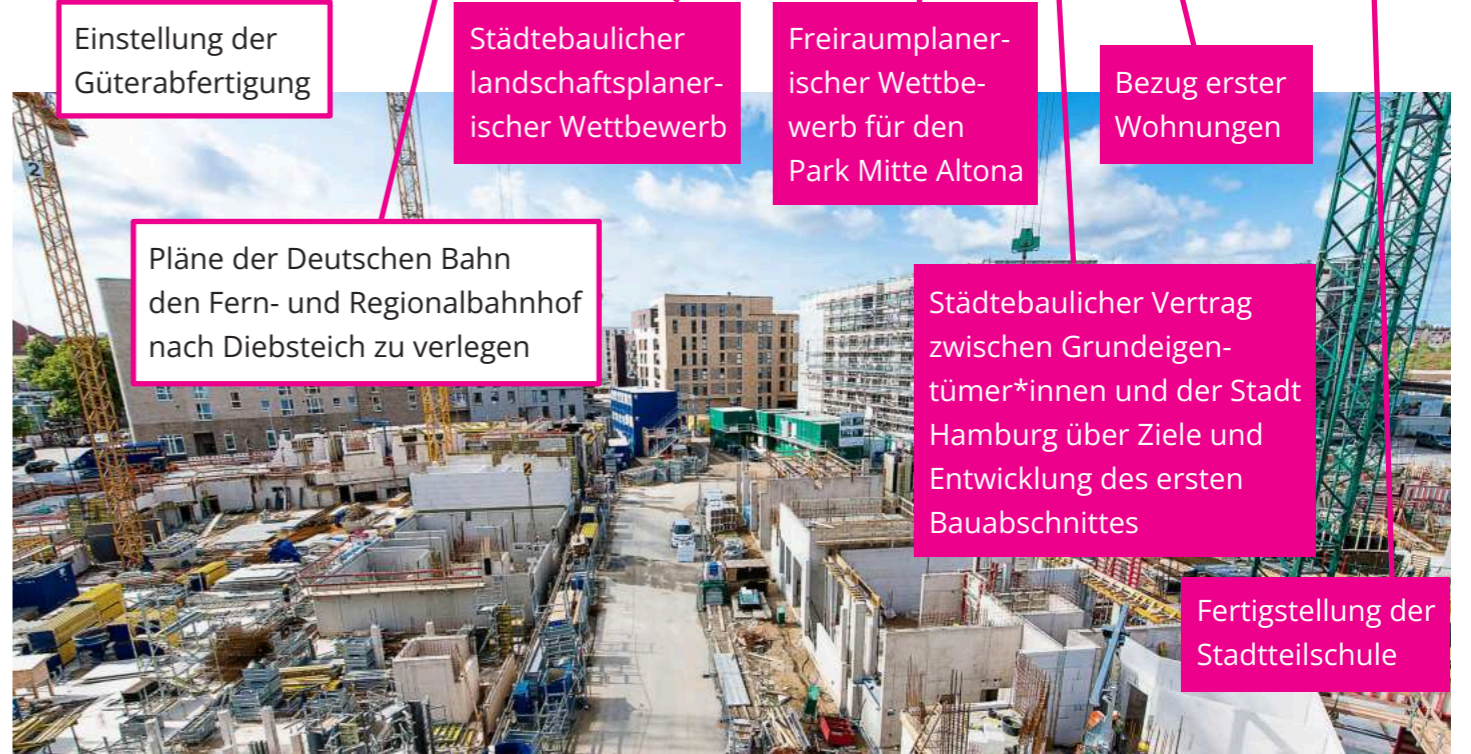 Einstellung der
Güterabfertigung
Städtebaulicher
landschaftsplaner-
ischer Wettbewerb
Freiraumplaner-
ischer Wettbe-
werb für den
Park Mitte Altona
Bezug erster
Wohnungen
Pläne der Deutschen Bahn
den Fern- und Regionalbahnhof
nach Diebsteich zu verlegen
Städtebaulicher Vertrag
zwischen Grundeigen-
tümer*innen und der Stadt
Hamburg über Ziele und
Entwicklung des ersten
Bauabschnittes
Fertigstellung der
Stadtteilschule
2